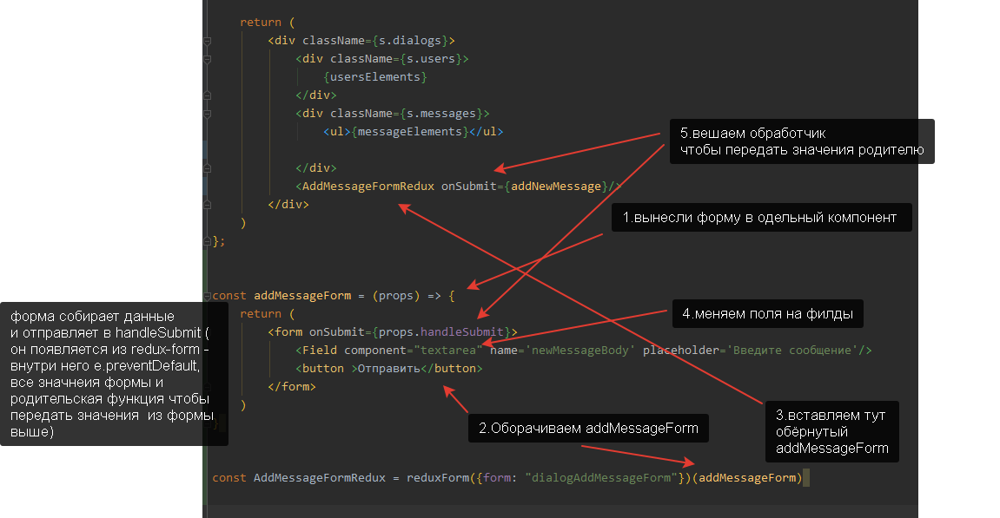 return (
<div className={s.dialogs}>
<div className={s.users}>
{usersElements}
</div>
<div className={s.messages}>
<ul>{messageElements}</ul>
</div>
<AddMessageFormRedux onSubmit={addNewMessage}/>
</div>
)
};
5.вешаем обработчик
чтобы передать значения родителю
1.вынесли форму в одельный компонент
const addMessageForm = (props) => {
return (
<form onSubmit={props.handleSubmit}>
<Field component="textarea" name='newMessageBody' placeholder='Введите сообщение'/>
<button >Отправить</button>
</form>
)
}
4.меняем поля на филды
форма собирает данные
и отправляет в handleSubmit (
он появляется из redux-form -
внутри него e.preventDefault,
все значнеия формы и
родительская функция чтобы
передать значения  из формы
выше)
2.Оборачиваем addMessageForm
3.вставляем тут
обёрнутый
addMessageForm
const AddMessageFormRedux = reduxForm({form: "dialogAddMessageForm"})(addMessageForm)